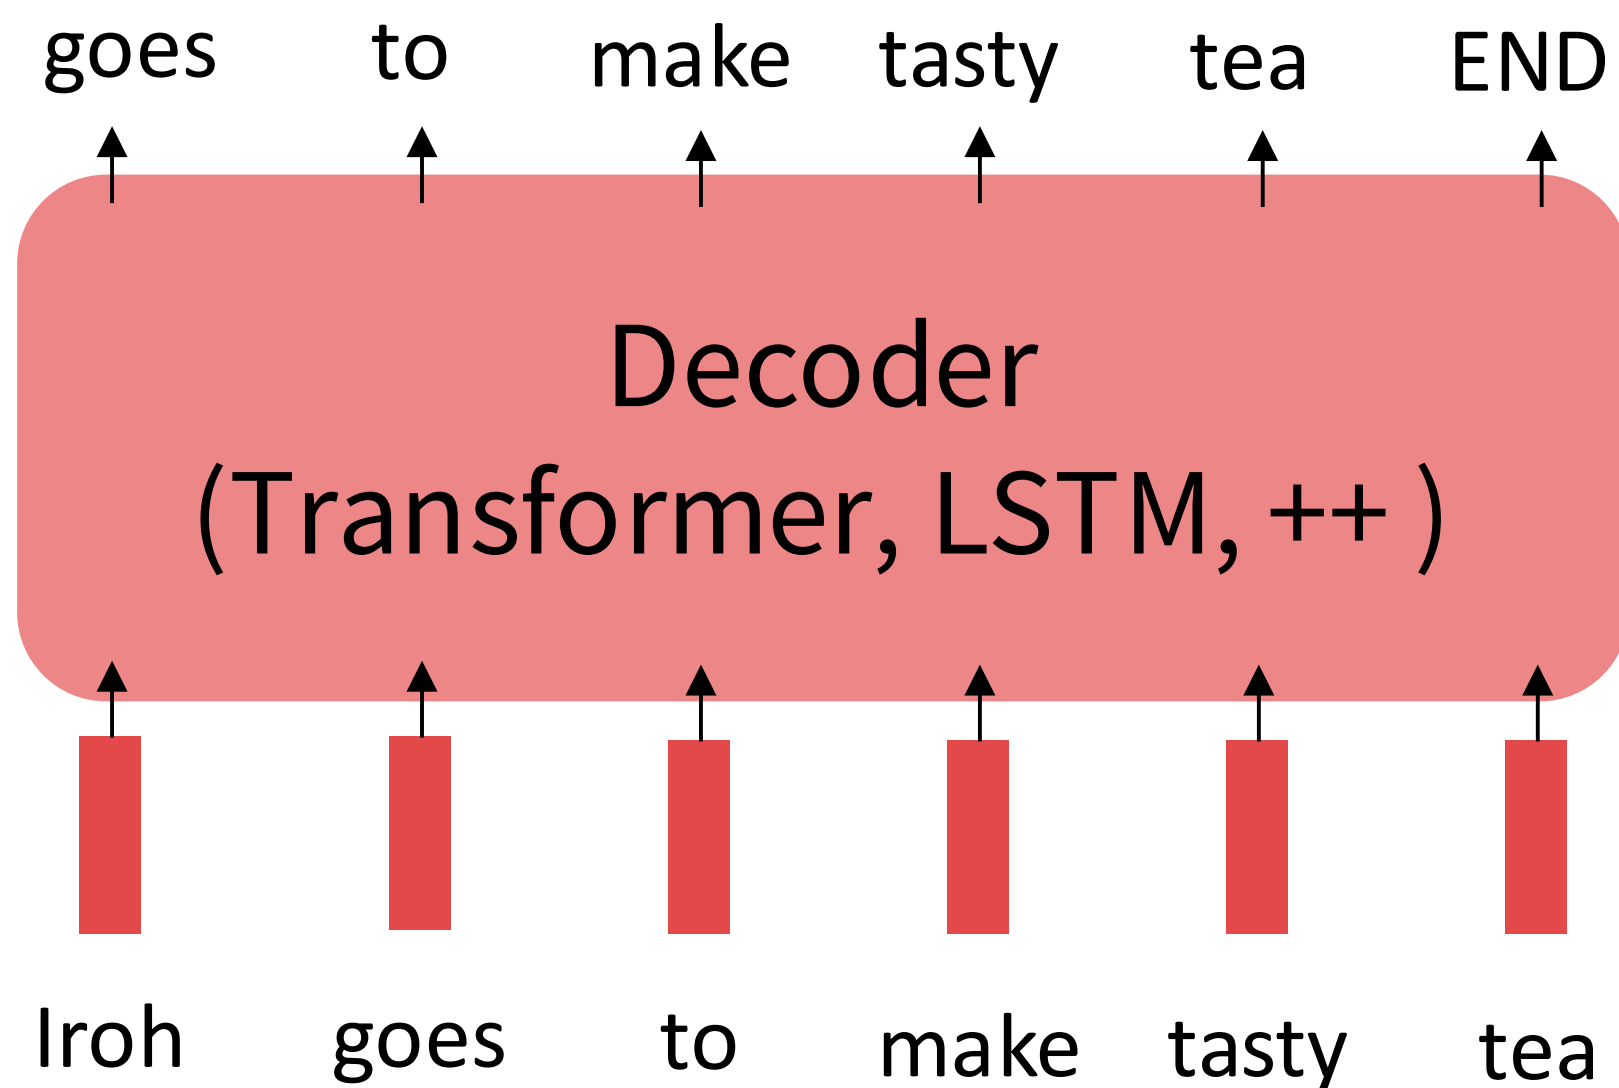 goes to make tasty tea END
Decoder
(Transformer, LSTM, ++ )
Iroh goes to make tasty tea